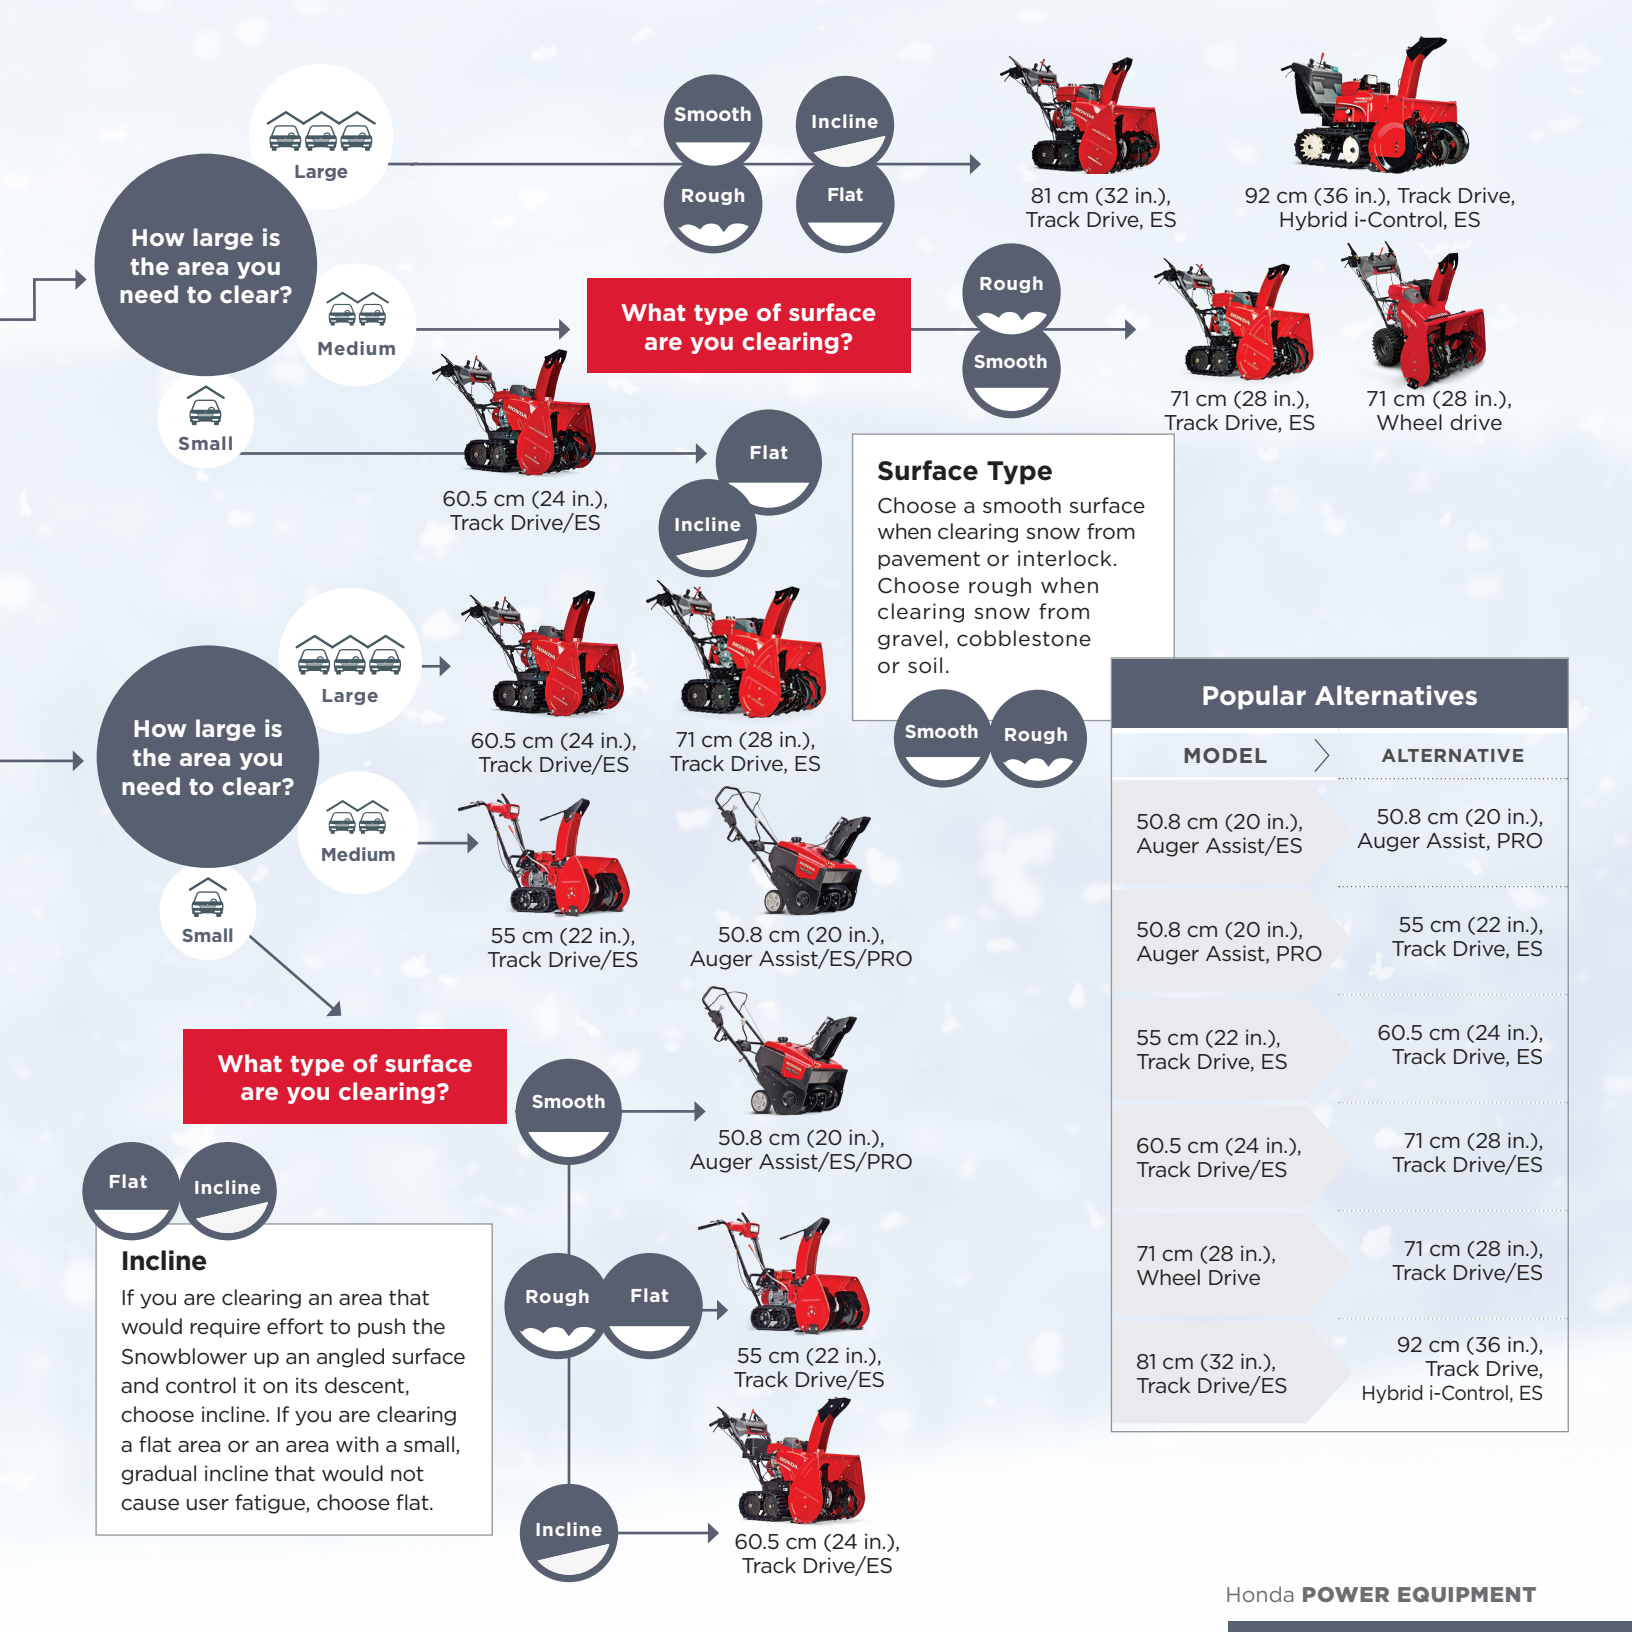 Large
How large is
the area you
need to clear?
Medium
Small
Smooth
Rough
Incline
Flat
81 cm (32 in.),
Track Drive, ES
92 cm (36 in.), Track Drive,
Hybrid i-Control, ES
What type of surface
are you clearing?
Rough
Smooth
71 cm (28 in.),
Track Drive, ES
71 cm (28 in.),
Wheel drive
60.5 cm (24 in.),
Track Drive/ES
Flat
Incline
Surface Type
Choose a smooth surface
when clearing snow from
pavement or interlock.
Choose rough when
clearing snow from
gravel, cobblestone
or soil.
Smooth
Rough
Large
How large is
the area you
need to clear?
Medium
Small
60.5 cm (24 in.),
Track Drive/ES
71 cm (28 in.),
Track Drive, ES
55 cm (22 in.),
Track Drive/ES
50.8 cm (20 in.),
Auger Assist/ES/PRO
What type of surface
are you clearing?
Smooth
50.8 cm (20 in.),
Auger Assist/ES/PRO
Rough
Flat
55 cm (22 in.),
Track Drive/ES
Incline
60.5 cm (24 in.),
Track Drive/ES
Flat
Incline
Incline
If you are clearing an area that
would require effort to push the
Snowblower up an angled surface
and control it on its descent,
choose incline. If you are clearing
a flat area or an area with a small,
gradual incline that would not
cause user fatigue, choose flat.
Popular Alternatives
MODEL
ALTERNATIVE
50.8 cm (20 in.),
Auger Assist/ES
50.8 cm (20 in.),
Auger Assist, PRO
50.8 cm (20 in.),
Auger Assist, PRO
55 cm (22 in.),
Track Drive, ES
55 cm (22 in.),
Track Drive, ES
60.5 cm (24 in.),
Track Drive, ES
60.5 cm (24 in.),
Track Drive/ES
71 cm (28 in.),
Track Drive/ES
71 cm (28 in.),
Wheel Drive
71 cm (28 in.),
Track Drive/ES
81 cm (32 in.),
Track Drive/ES
92 cm (36 in.),
Track Drive,
Hybrid i-Control, ES
Honda POWER EQUIPMENT